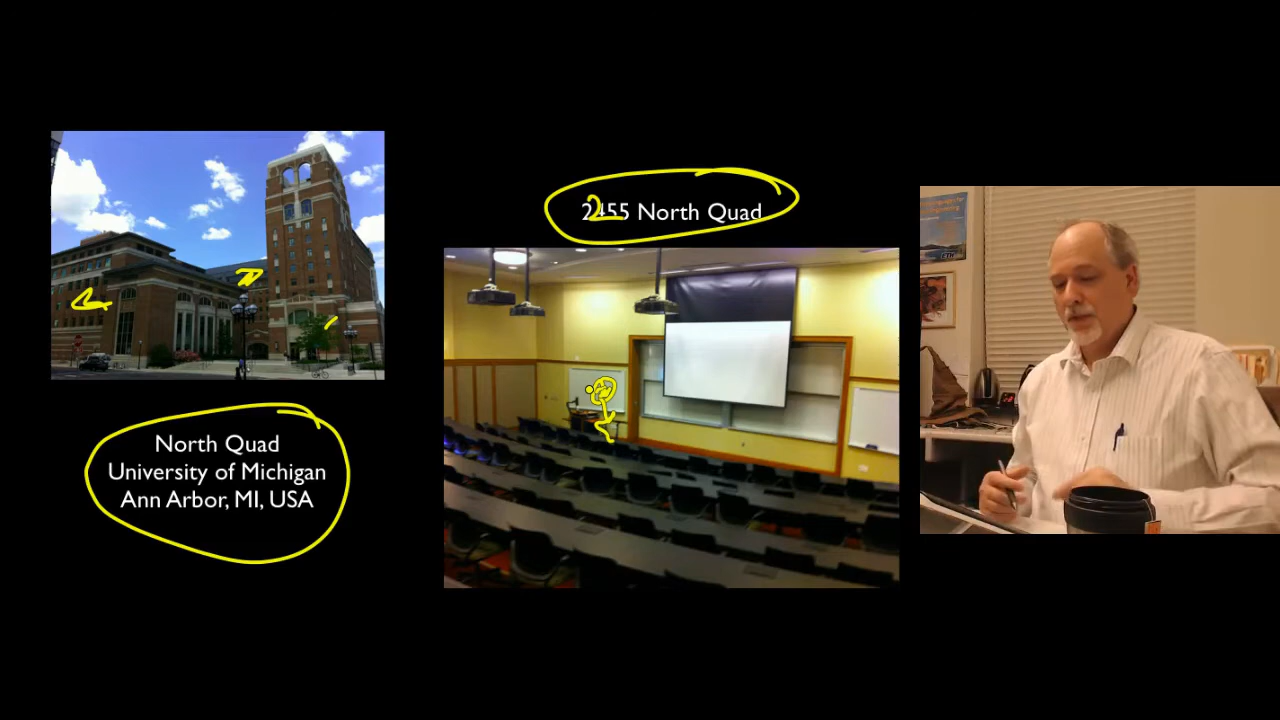 North Quad
University of Michigan
Ann Arbor, MI, USA
2455 North Quad